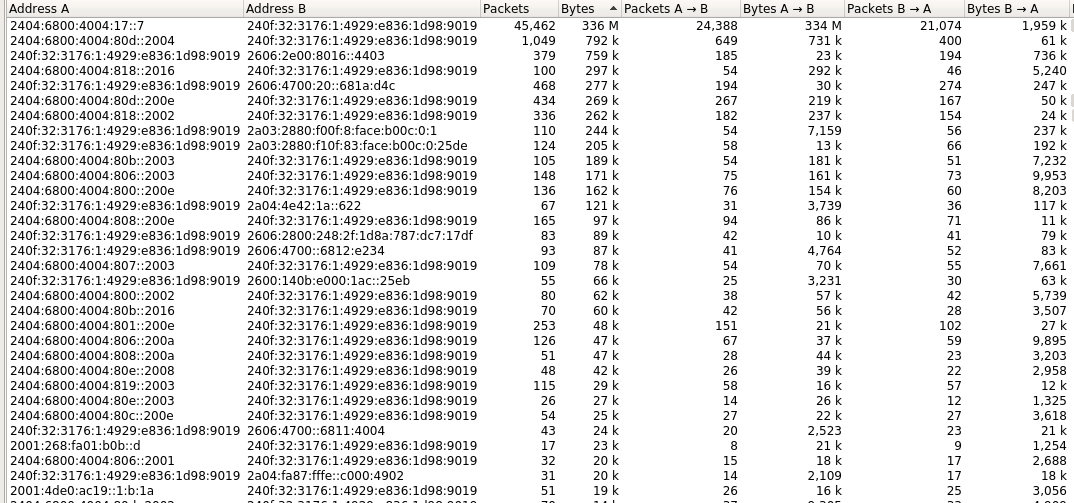 Address A Address B Packets Bytes Packets A → B Bytes A → B Packets B → A Bytes B → A
2404:6800:4004:17::7 240f:32:3176:1:4929:e836:1d98:9019 45,462 336 M 24,388 334 M 21,074 1,959 k
2404:6800:4004:80d::2004 240f:32:3176:1:4929:e836:1d98:9019 1,049 792 k 649 731 k 400 61 k
240f:32:3176:1:4929:e836:1d98:9019 2606:2e00:8016::4403 379 759 k 185 23 k 194 736 k
2404:6800:4004:818::2016 240f:32:3176:1:4929:e836:1d98:9019 100 297 k 54 292 k 46 5,240
240f:32:3176:1:4929:e836:1d98:9019 2606:4700:20::681a:d4c 468 277 k 194 30 k 274 247 k
2404:6800:4004:80d::200e 240f:32:3176:1:4929:e836:1d98:9019 434 269 k 267 219 k 167 50 k
2404:6800:4004:818::2002 240f:32:3176:1:4929:e836:1d98:9019 336 262 k 182 237 k 154 24 k
240f:32:3176:1:4929:e836:1d98:9019 2a03:2880:f00f:8:face:b00c:0:1 110 244 k 54 7,159 56 237 k
240f:32:3176:1:4929:e836:1d98:9019 2a03:2880:f10f:83:face:b00c:0:25de 124 205 k 58 13 k 66 192 k
2404:6800:4004:80b::2003 240f:32:3176:1:4929:e836:1d98:9019 105 189 k 54 181 k 51 7,232
2404:6800:4004:806::2003 240f:32:3176:1:4929:e836:1d98:9019 148 171 k 75 161 k 73 9,953
2404:6800:4004:800::200e 240f:32:3176:1:4929:e836:1d98:9019 136 162 k 76 154 k 60 8,203
240f:32:3176:1:4929:e836:1d98:9019 2a04:4e42:1a::622 67 121 k 31 3,739 36 117 k
2404:6800:4004:808::200e 240f:32:3176:1:4929:e836:1d98:9019 165 97 k 94 86 k 71 11 k
240f:32:3176:1:4929:e836:1d98:9019 2606:2800:248:2f:1d8a:787:dc7:17df 83 89 k 42 10 k 41 79 k
240f:32:3176:1:4929:e836:1d98:9019 2606:4700::6812:e234 93 87 k 41 4,764 52 83 k
2404:6800:4004:807::2003 240f:32:3176:1:4929:e836:1d98:9019 109 78 k 54 70 k 55 7,661
240f:32:3176:1:4929:e836:1d98:9019 2600:140b:e000:1ac::25eb 55 66 k 25 3,231 30 63 k
2404:6800:4004:800::2002 240f:32:3176:1:4929:e836:1d98:9019 80 62 k 38 57 k 42 5,739
2404:6800:4004:80b::2016 240f:32:3176:1:4929:e836:1d98:9019 70 60 k 42 56 k 28 3,507
2404:6800:4004:801::200e 240f:32:3176:1:4929:e836:1d98:9019 253 48 k 151 21 k 102 27 k
2404:6800:4004:806::200a 240f:32:3176:1:4929:e836:1d98:9019 126 47 k 67 37 k 59 9,895
2404:6800:4004:808::200a 240f:32:3176:1:4929:e836:1d98:9019 51 47 k 28 44 k 23 3,203
2404:6800:4004:80e::2008 240f:32:3176:1:4929:e836:1d98:9019 48 42 k 26 39 k 22 2,958
2404:6800:4004:819::2003 240f:32:3176:1:4929:e836:1d98:9019 115 29 k 58 16 k 57 12 k
2404:6800:4004:80e::2003 240f:32:3176:1:4929:e836:1d98:9019 26 27 k 14 26 k 12 1,325
2404:6800:4004:80c::200e 240f:32:3176:1:4929:e836:1d98:9019 54 25 k 27 22 k 27 3,618
240f:32:3176:1:4929:e836:1d98:9019 2606:4700::6811:4004 43 24 k 20 2,523 23 21 k
2001:268:fa01:b0b::d 240f:32:3176:1:4929:e836:1d98:9019 17 23 k 8 21 k 9 1,254
2404:6800:4004:806::2001 240f:32:3176:1:4929:e836:1d98:9019 32 20 k 15 18 k 17 2,688
240f:32:3176:1:4929:e836:1d98:9019 2a04:fa87:fffe::c000:4902 31 20 k 14 2,109 17 18 k
2001:4de0:ac19::1:b:1a 240f:32:3176:1:4929:e836:1d98:9019 51 19 k 26 16 k 25 3,056